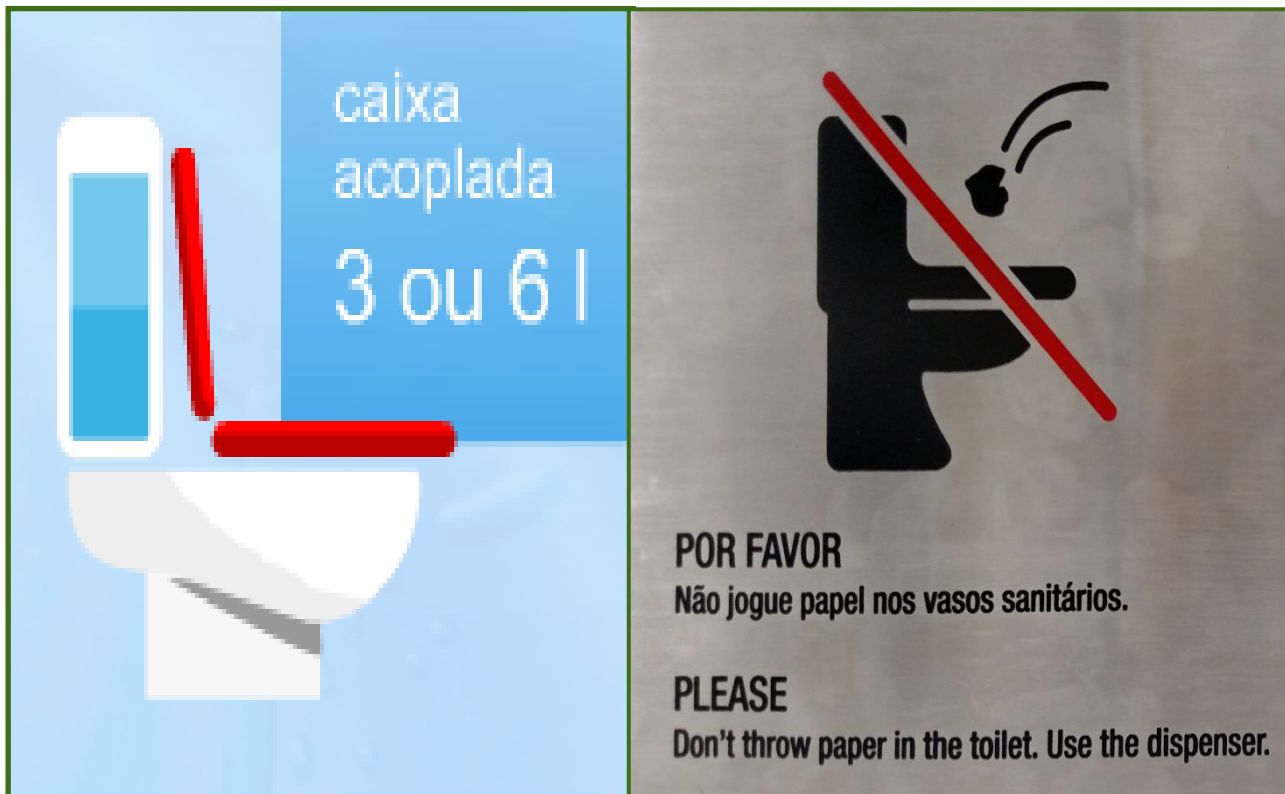 caixa
acoplada
3 ou 6 l
POR FAVOR
Não jogue papel nos vasos sanitários.
PLEASE
Don't throw paper in the toilet. Use the dispenser.